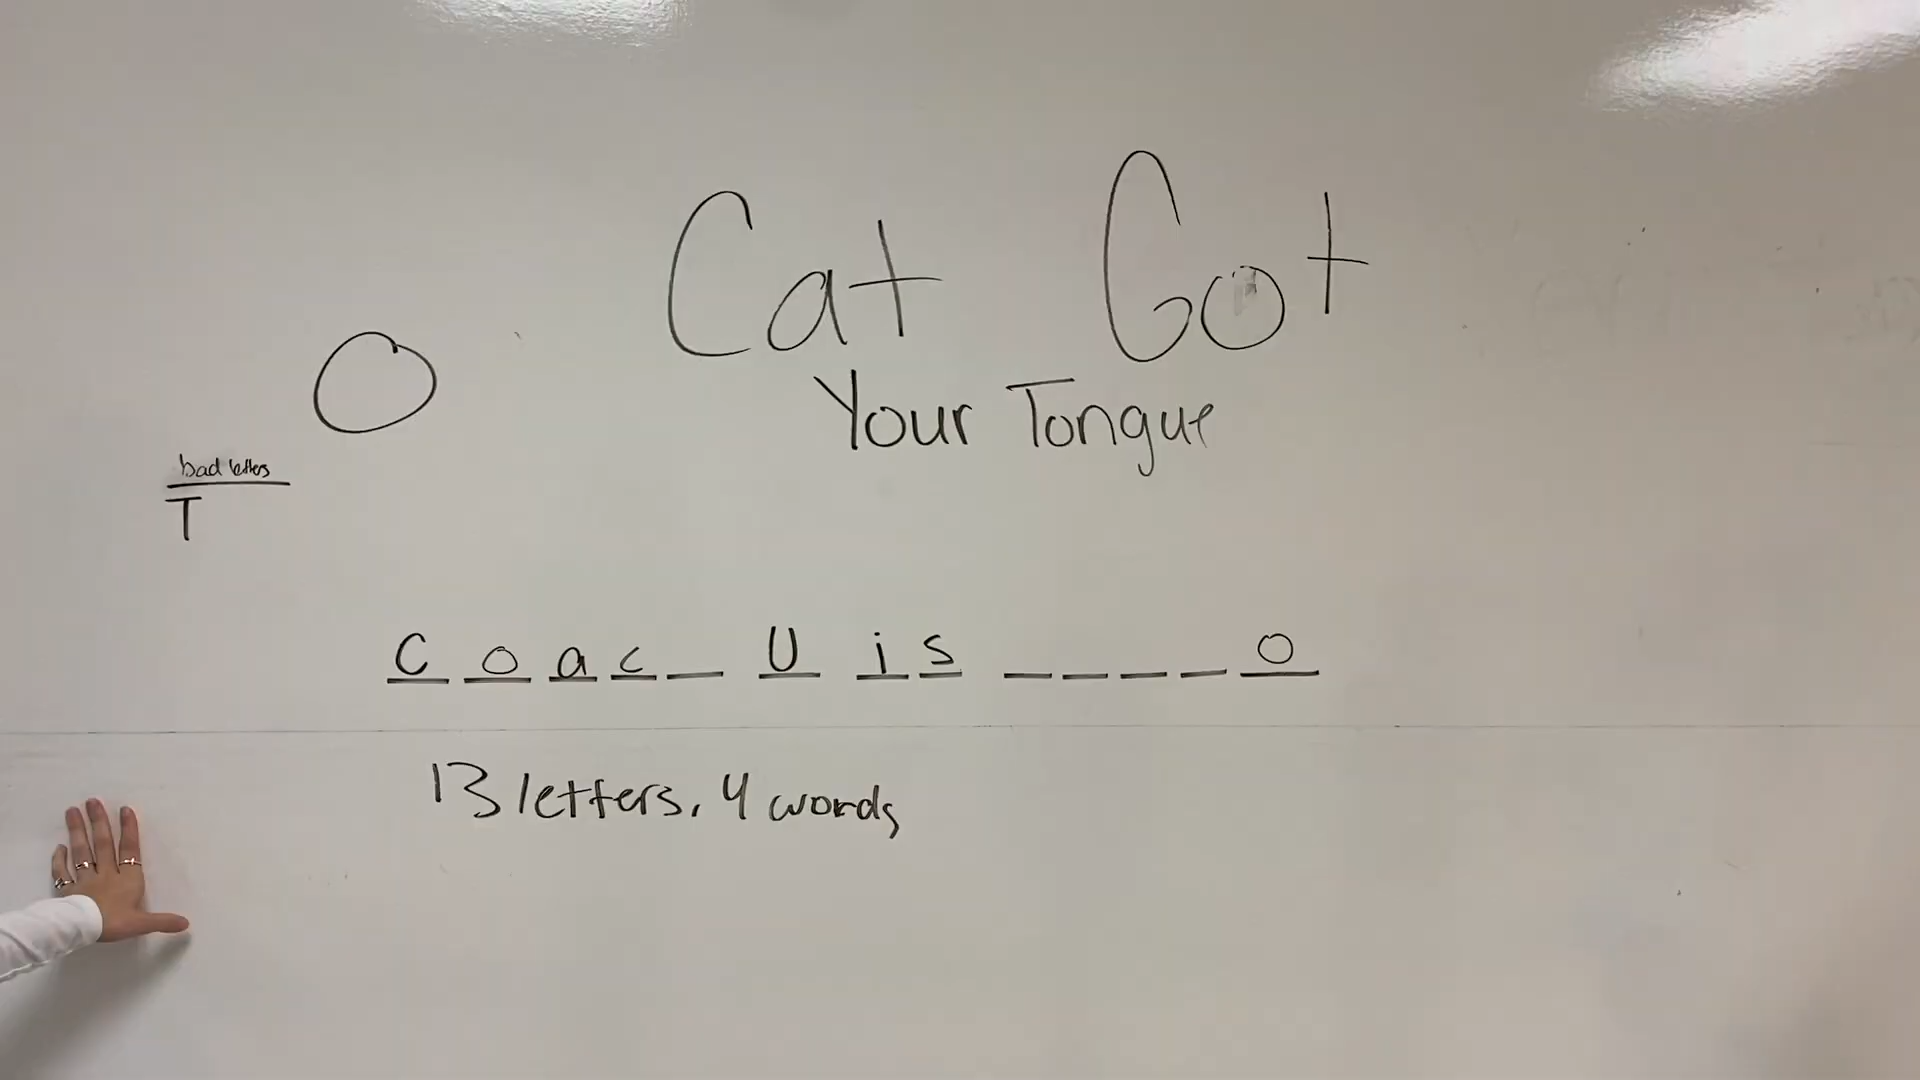 Cat Got
Your Tongue
bad letters
T
C o a c _ U i s _ _ _ _ o
13 letters, 4 words